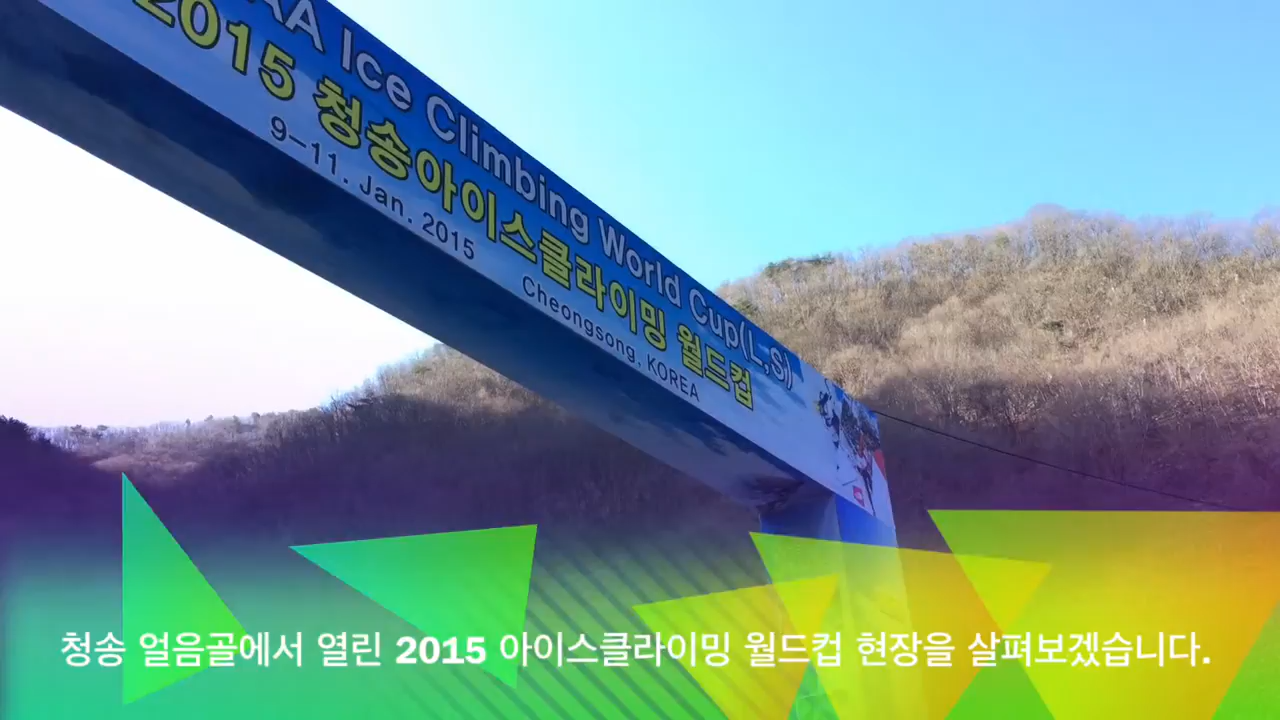 Ice Climbing World Cup(L,S)
2015 청송아이스클라이밍 월드컵
9-11. Jan. 2015 Cheongsong, KOREA
청송 얼음골에서 열린 2015 아이스클라이밍 월드컵 현장을 살펴보겠습니다.